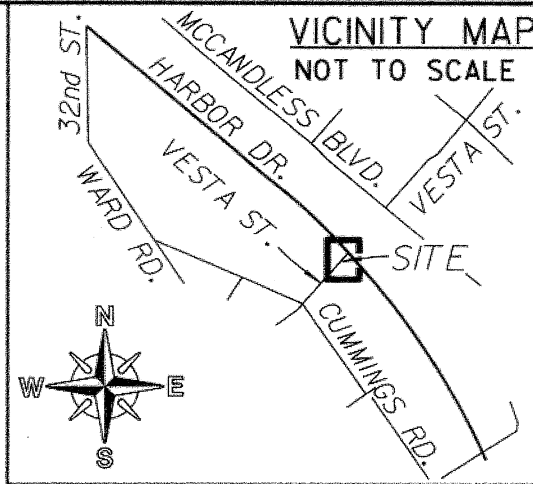 VICINITY MAP
NOT TO SCALE
32nd ST.
MCCANDLESS BLVD.
HARBOR DR.
VESTA ST.
VESTA ST.
WARD RD.
SITE
CUMMINGS RD.
N
W E
S